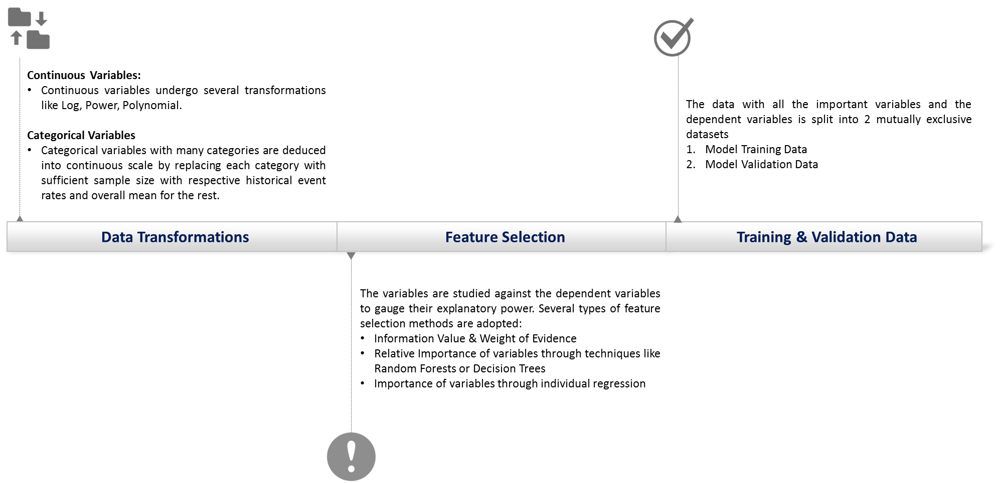 Continuous Variables:
• Continuous variables undergo several transformations
like Log, Power, Polynomial.
Categorical Variables
• Categorical variables with many categories are deduced
into continuous scale by replacing each category with
sufficient sample size with respective historical event
rates and overall mean for the rest.
The data with all the important variables and the
dependent variables is split into 2 mutually exclusive
datasets
1. Model Training Data
2. Model Validation Data
Data Transformations
Feature Selection
Training & Validation Data
The variables are studied against the dependent variables
to gauge their explanatory power. Several types of feature
selection methods are adopted:
• Information Value & Weight of Evidence
• Relative Importance of variables through techniques like
Random Forests or Decision Trees
• Importance of variables through individual regression